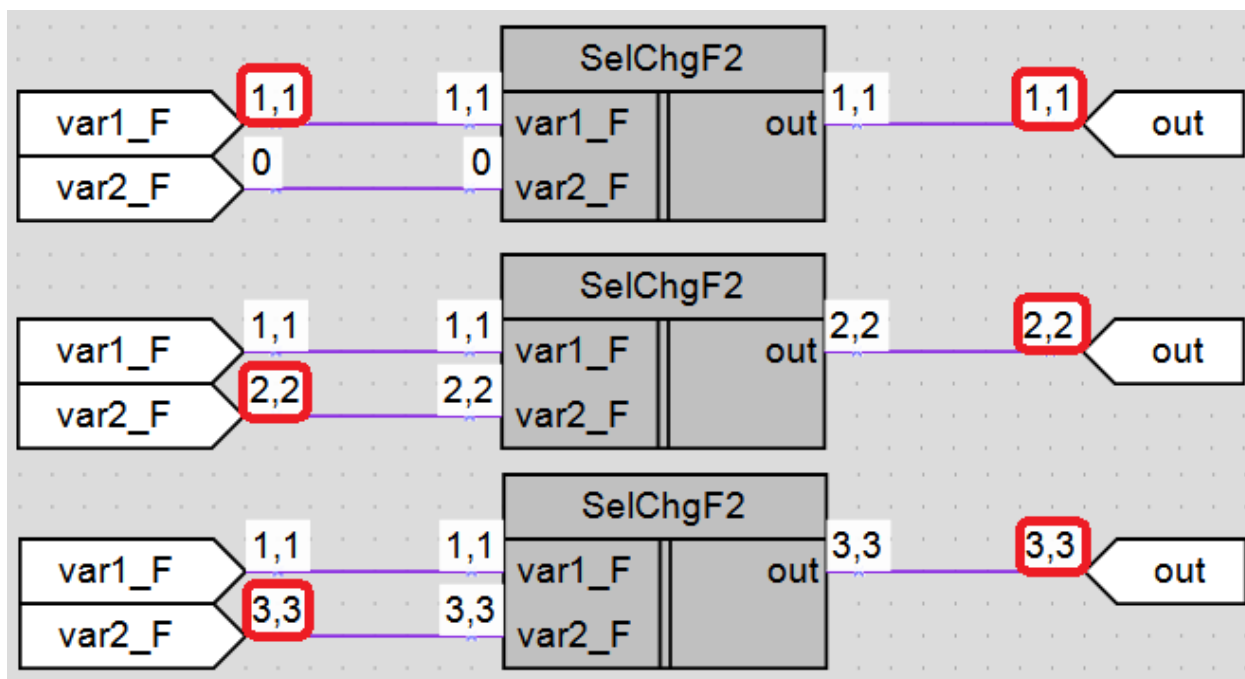 SelChgF2
var1_F 1,1 1,1 var1_F out 1,1 1,1 out
var2_F 0 0 var2_F
SelChgF2
var1_F 1,1 1,1 var1_F out 2,2 2,2 out
var2_F 2,2 2,2 var2_F
SelChgF2
var1_F 1,1 1,1 var1_F out 3,3 3,3 out
var2_F 3,3 3,3 var2_F